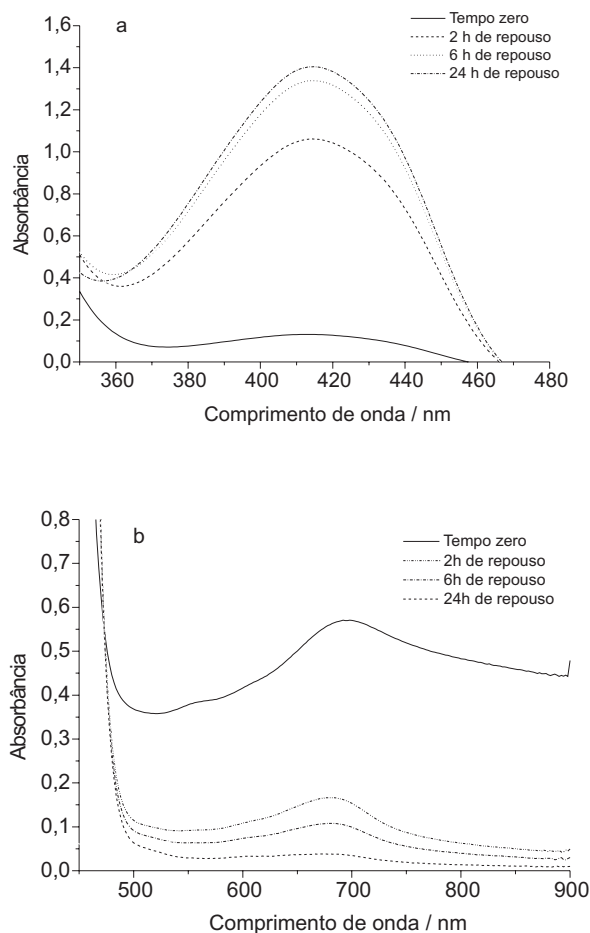 a
Tempo zero
2 h de repouso
6 h de repouso
24 h de repouso
1,6
1,4
1,2
1,0
0,8
0,6
0,4
0,2
0,0
Absorbância
360 380 400 420 440 460 480
Comprimento de onda / nm
b
Tempo zero
2h de repouso
6h de repouso
24h de repouso
0,8
0,7
0,6
0,5
0,4
0,3
0,2
0,1
0,0
Absorbância
500 600 700 800 900
Comprimento de onda / nm